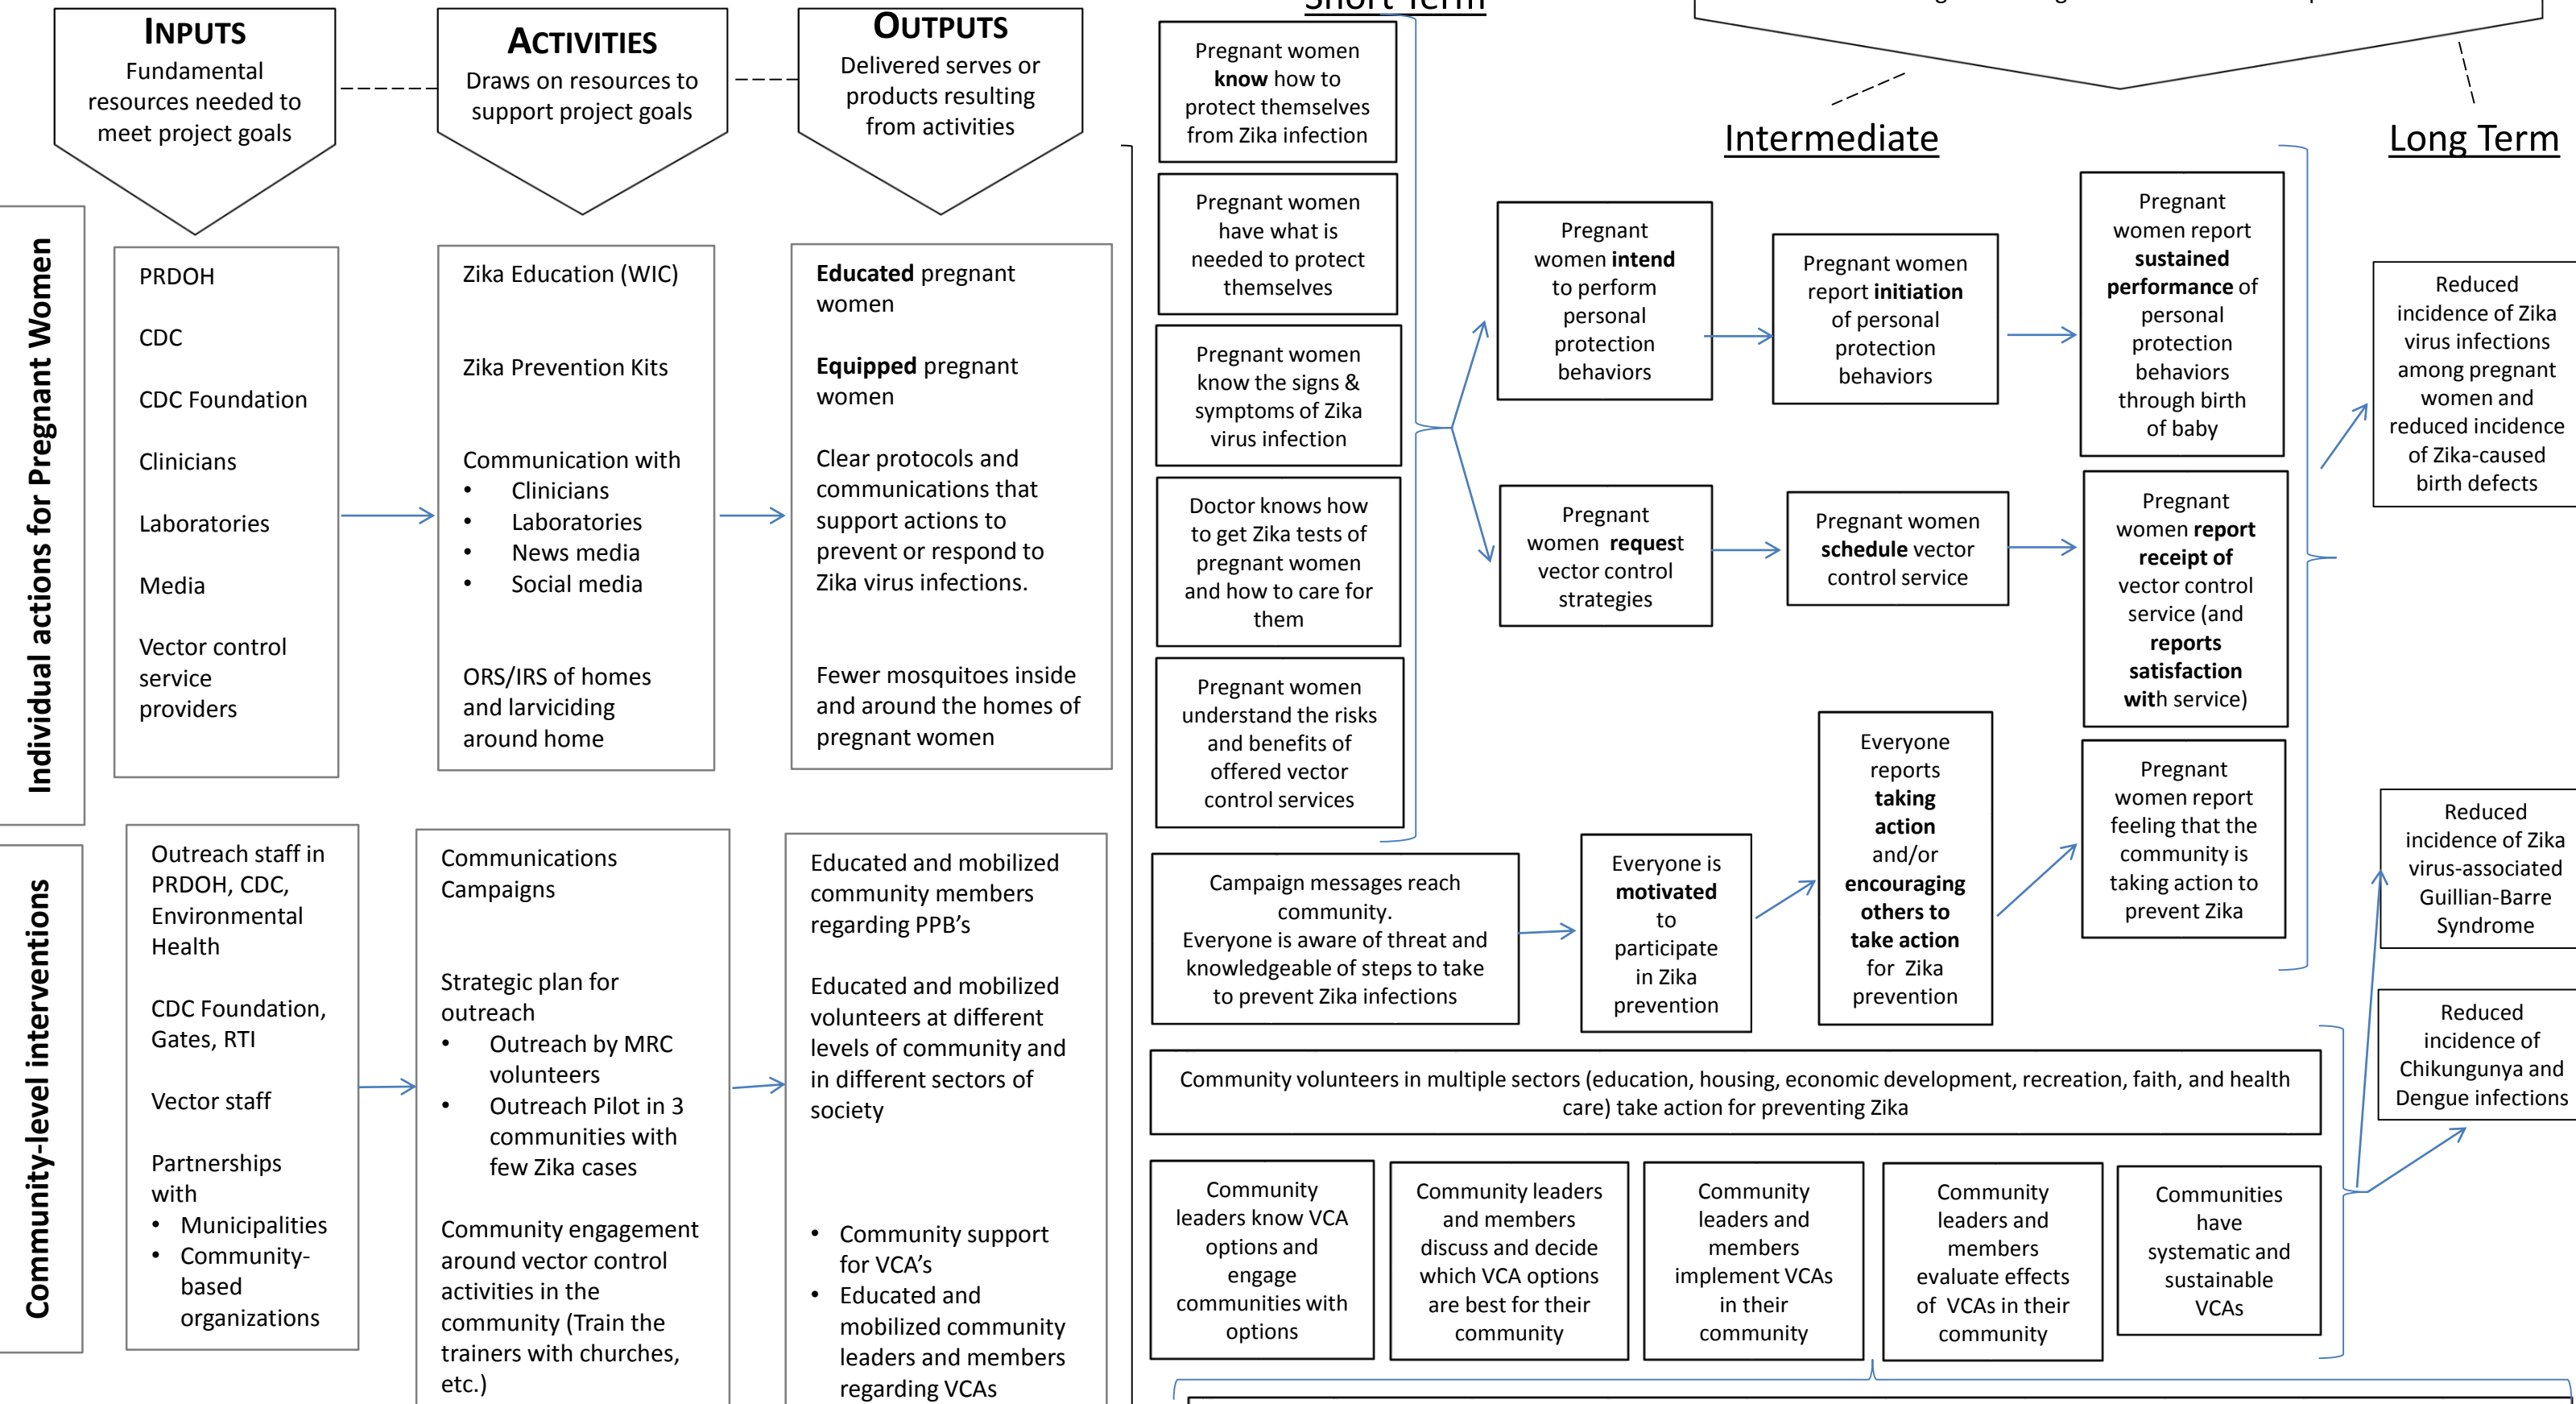 Short Term
INPUTS
Fundamental
resources needed to
meet project goals
ACTIVITIES
Draws on resources to
support project goals
OUTPUTS
Delivered serves or
products resulting
from activities
Intermediate
Long Term
Individual actions for Pregnant Women
PRDOH
CDC
CDC Foundation
Clinicians
Laboratories
Media
Vector control
service
providers
Zika Education (WIC)
Zika Prevention Kits
Communication with
• Clinicians
• Laboratories
• News media
• Social media
ORS/IRS of homes
and larviciding
around home
Educated pregnant
women
Equipped pregnant
women
Clear protocols and
communications that
support actions to
prevent or respond to
Zika virus infections.
Fewer mosquitoes inside
and around the homes of
pregnant women
Pregnant women
know how to
protect themselves
from Zika infection
Pregnant women
have what is
needed to protect
themselves
Pregnant women
know the signs &
symptoms of Zika
virus infection
Doctor knows how
to get Zika tests of
pregnant women
and how to care for
them
Pregnant women
understand the risks
and benefits of
offered vector
control services
Pregnant
women intend
to perform
personal
protection
behaviors
Pregnant women
report initiation
of personal
protection
behaviors
Pregnant
women report
sustained
performance of
personal
protection
behaviors
through birth
of baby
Pregnant
women request
vector control
strategies
Pregnant women
schedule vector
control service
Pregnant
women report
receipt of
vector control
service (and
reports
satisfaction
with service)
Reduced
incidence of Zika
virus infections
among pregnant
women and
reduced incidence
of Zika-caused
birth defects
Community-level interventions
Outreach staff in
PRDOH, CDC,
Environmental
Health
CDC Foundation,
Gates, RTI
Vector staff
Partnerships
with
• Municipalities
• Community-
based
organizations
Communications
Campaigns
Strategic plan for
outreach
• Outreach by MRC
volunteers
• Outreach Pilot in 3
communities with
few Zika cases
Community engagement
around vector control
activities in the
community (Train the
trainers with churches,
etc.)
Educated and mobilized
community members
regarding PPB's
Educated and mobilized
volunteers at different
levels of community and
in different sectors of
society
• Community support
for VCA's
• Educated and
mobilized community
leaders and members
regarding VCAs
Campaign messages reach
community.
Everyone is aware of threat and
knowledgeable of steps to take
to prevent Zika infections
Everyone is
motivated
to
participate
in Zika
prevention
Everyone
reports
taking
action
and/or
encouraging
others to
take action
for Zika
prevention
Pregnant
women report
feeling that the
community is
taking action to
prevent Zika
Reduced
incidence of Zika
virus-associated
Guillian-Barre
Syndrome
Reduced
incidence of
Chikungunya and
Dengue infections
Community volunteers in multiple sectors (education, housing, economic development, recreation, faith, and health
care) take action for preventing Zika
Community
leaders know VCA
options and
engage
communities with
options
Community leaders
and members
discuss and decide
which VCA options
are best for their
community
Community
leaders and
members
implement VCAs
in their
community
Community
leaders and
members
evaluate effects
of VCAs in their
community
Communities
have
systematic and
sustainable
VCAs